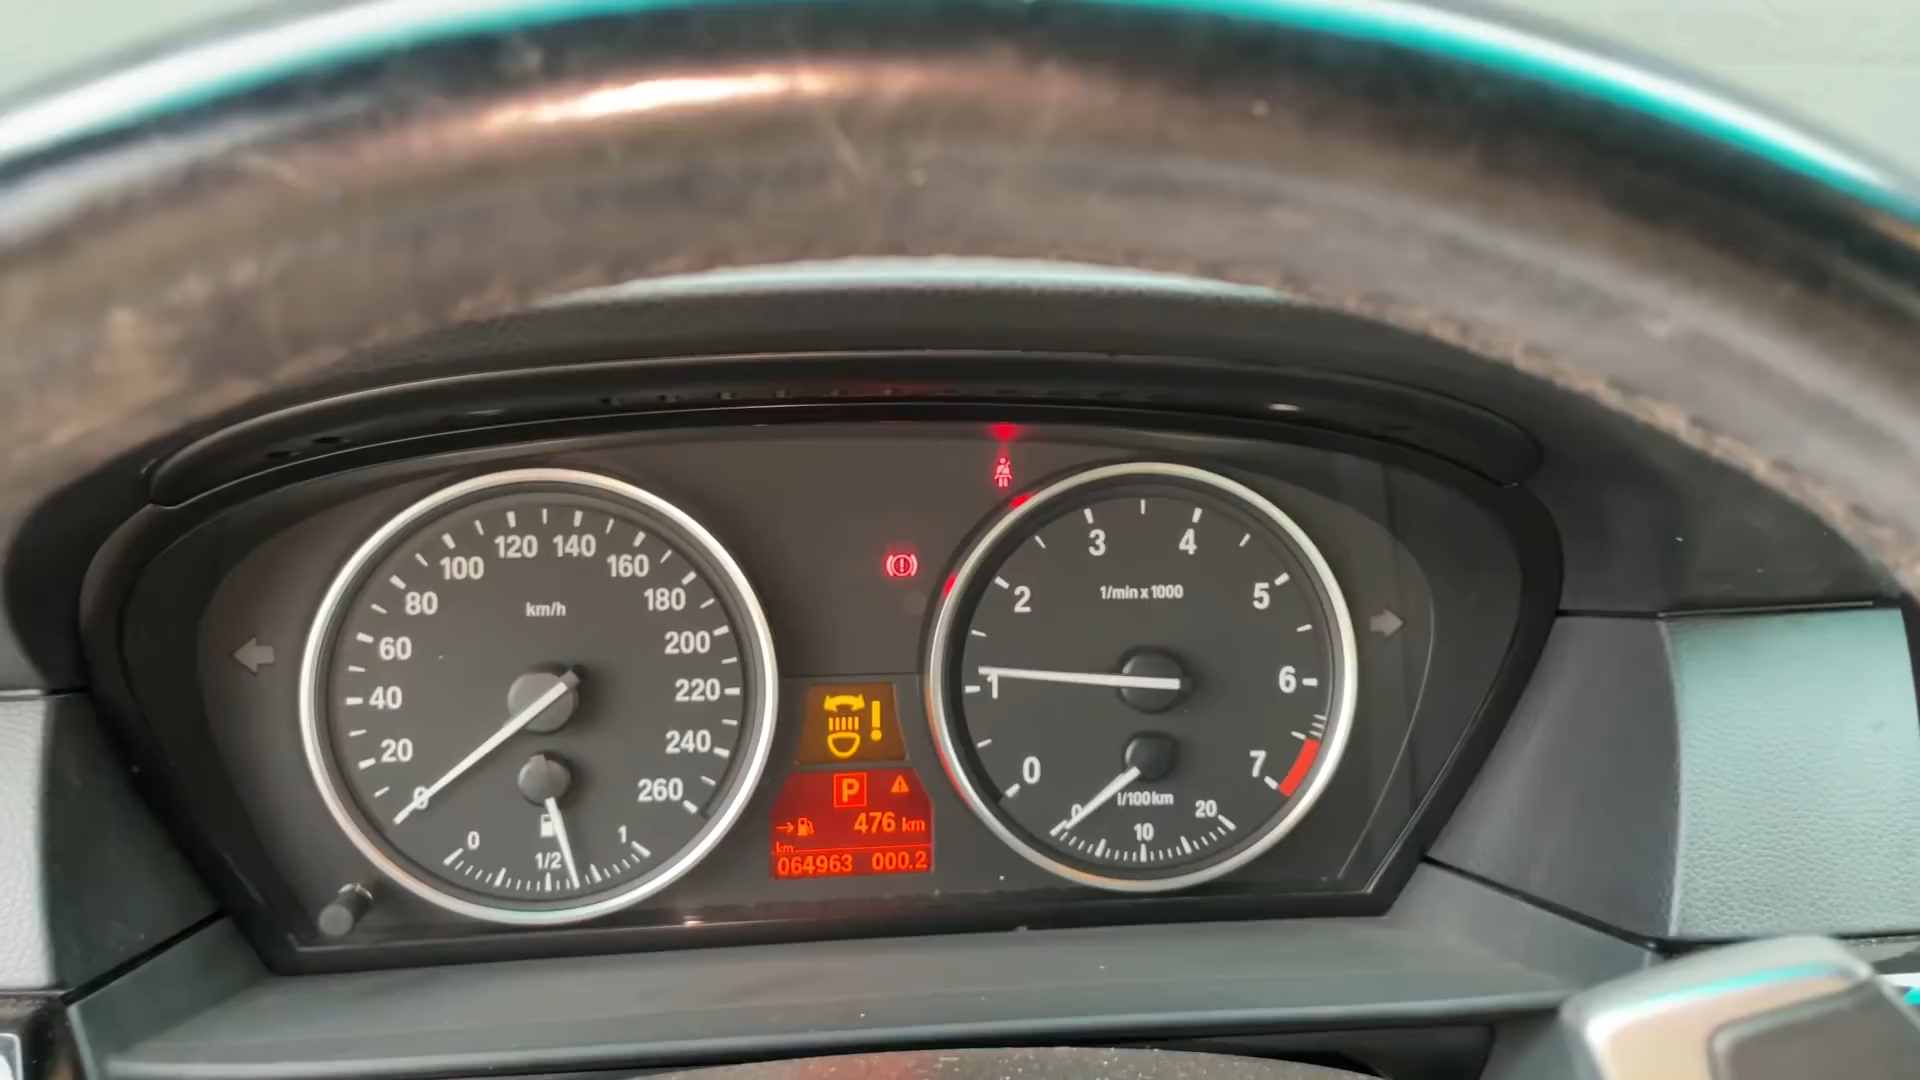 120 140
100 160
80 180
km/h
60 200
40 220
20 240
0 260
0 1/2 1
P
476 km
km
064963 000.2
3 4
2 5
1/min x 1000
1 6
0 7
l/100km
0 10 20